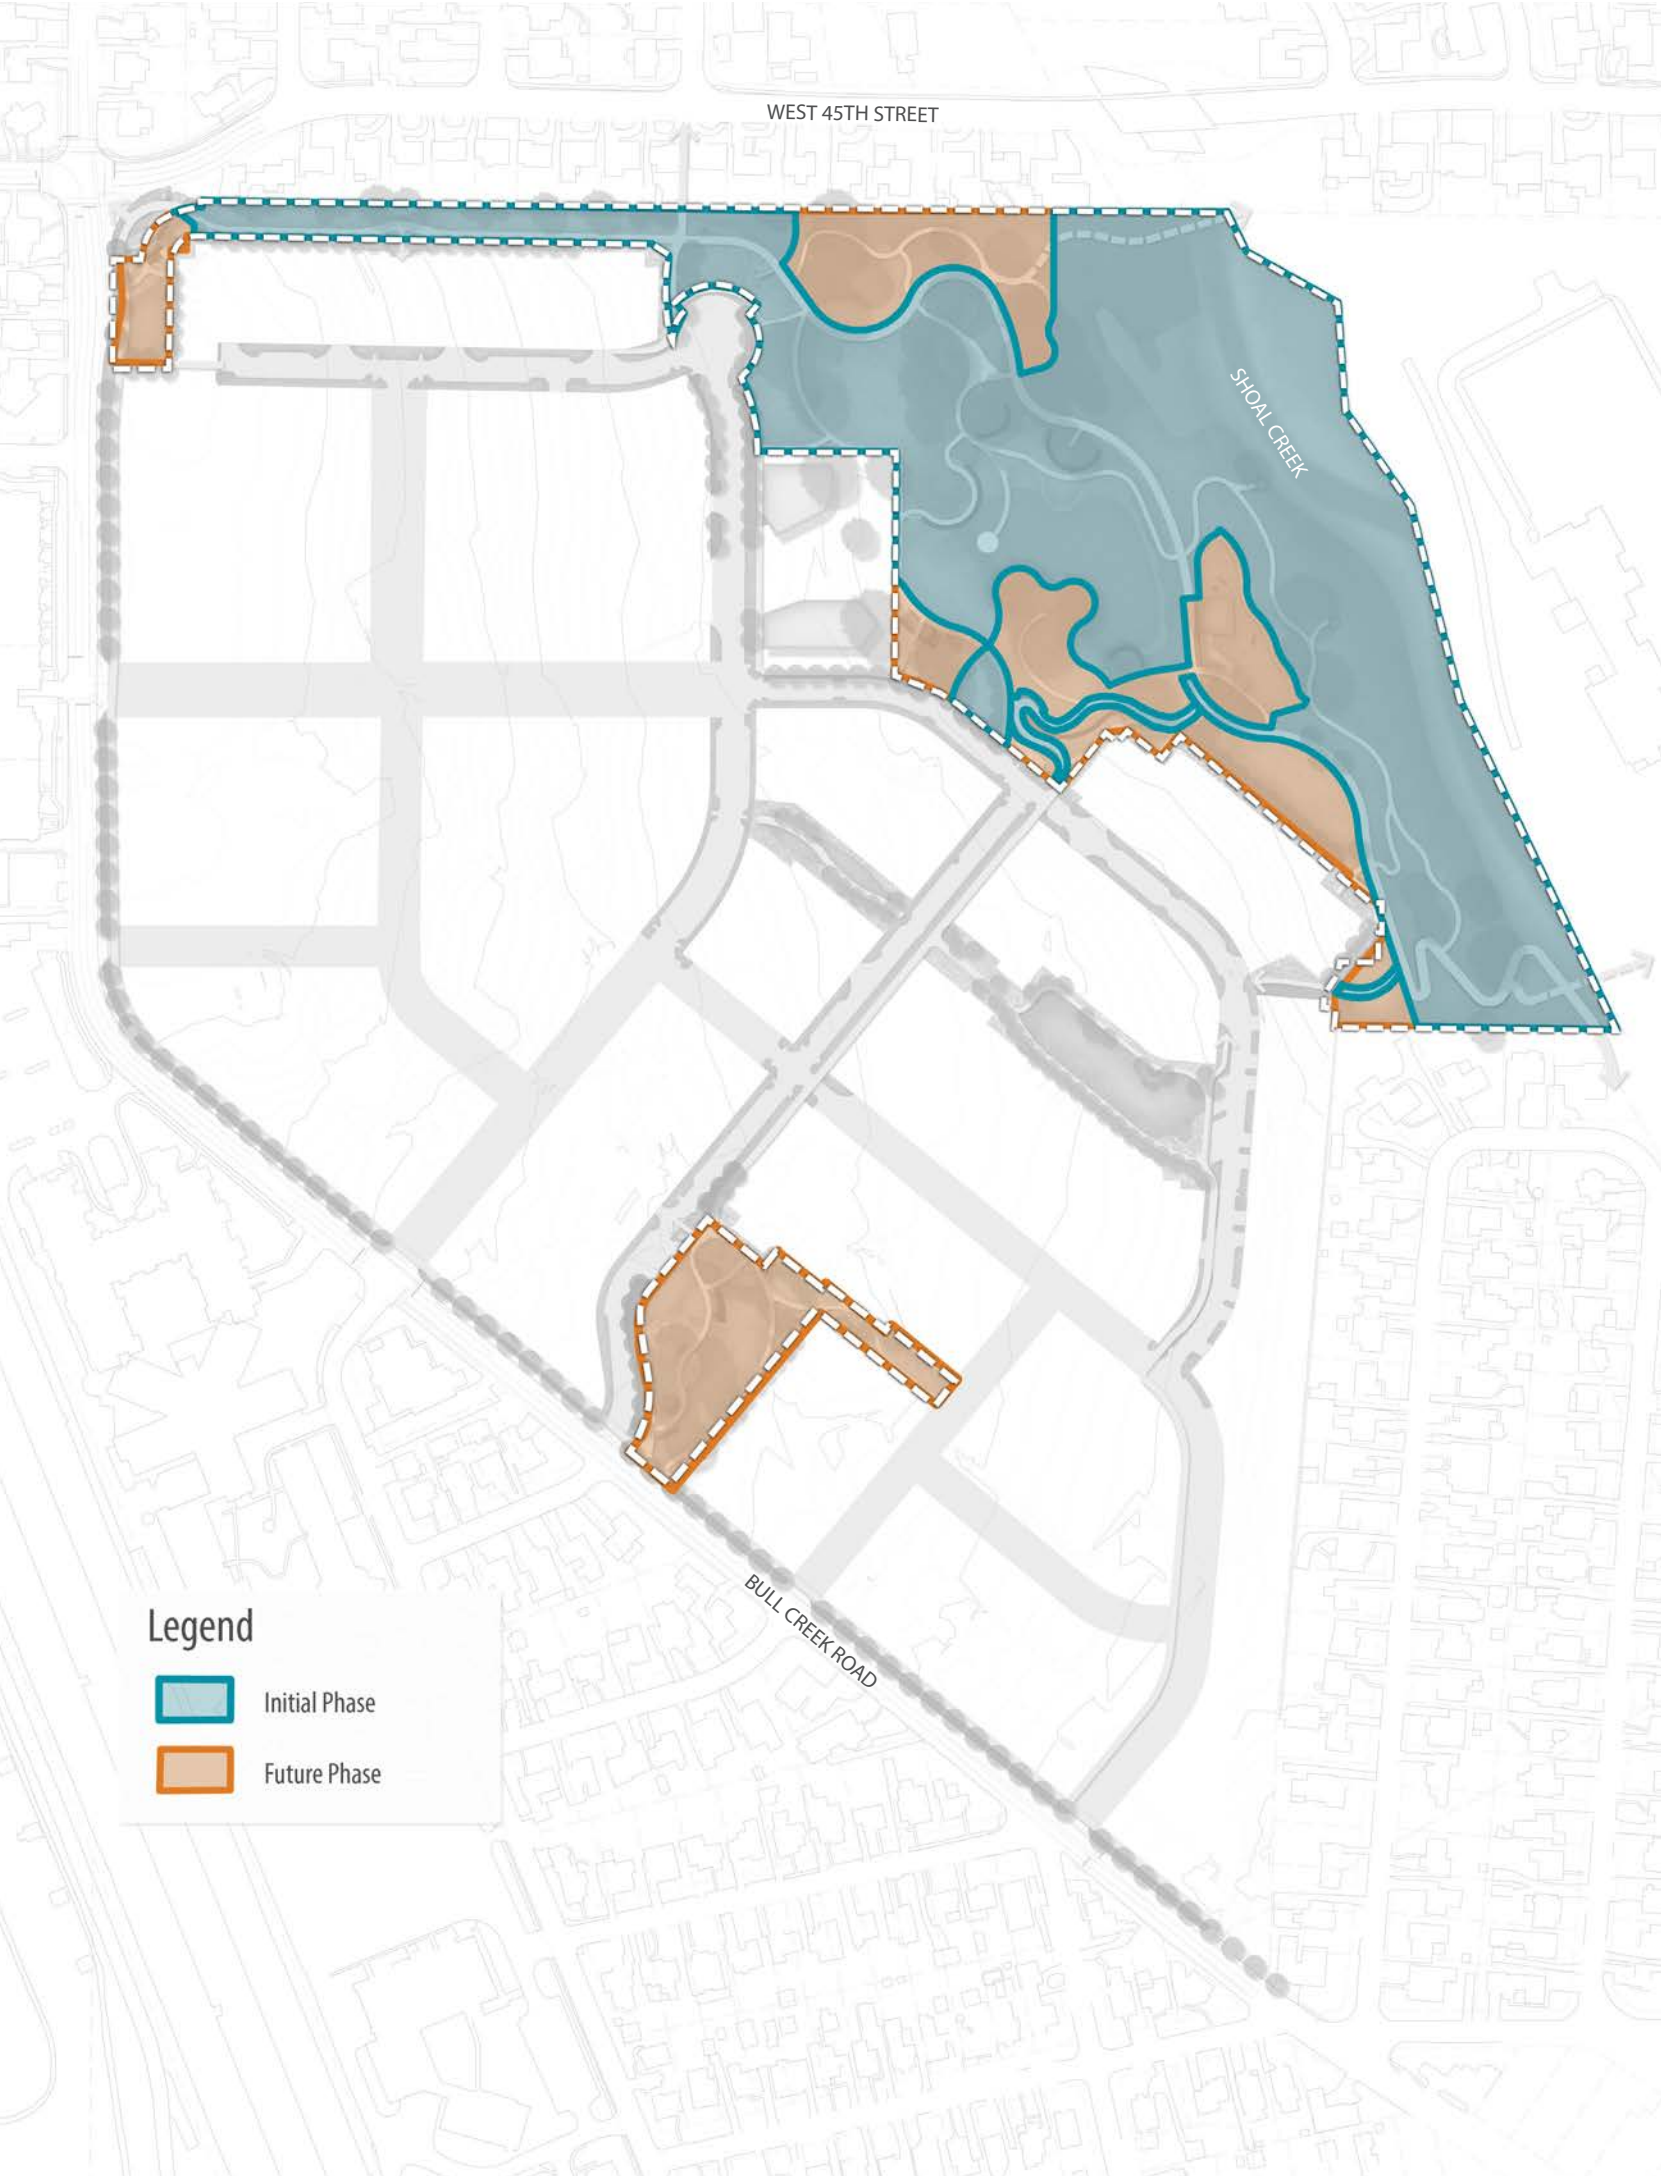 WEST 45TH STREET
SHOAL CREEK
BULL CREEK ROAD
Legend
Initial Phase
Future Phase